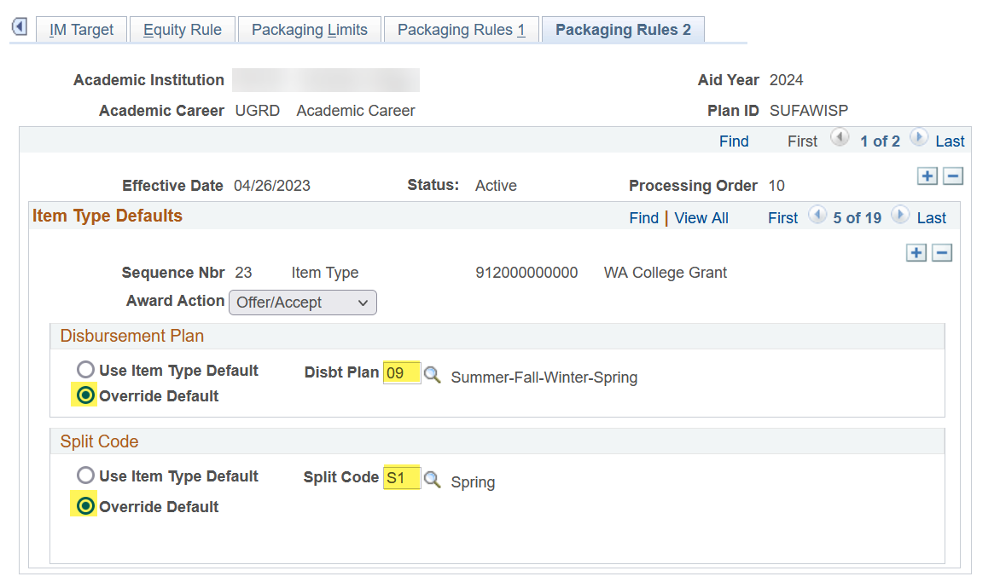 IM Target Equity Rule Packaging Limits Packaging Rules 1 Packaging Rules 2
Academic Institution Aid Year 2024
Academic Career UGRD Academic Career Plan ID SUFAWISP
Find First 1 of 2 Last
Effective Date 04/26/2023 Status: Active Processing Order 10
Item Type Defaults Find | View All First 5 of 19 Last
Sequence Nbr 23 Item Type 912000000000 WA College Grant
Award Action Offer/Accept
Disbursement Plan
Use Item Type Default Disbt Plan 09 Summer-Fall-Winter-Spring
Override Default
Split Code
Use Item Type Default Split Code S1 Spring
Override Default